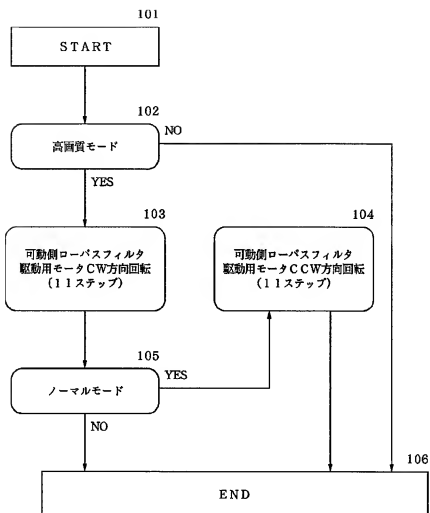 101
START
102
高画質モード
NO
YES
103
可動側ローパスフィルタ
駆動用モータCW方向回転
(11ステップ)
104
可動側ローパスフィルタ
駆動用モータCCW方向回転
(11ステップ)
105
ノーマルモード
YES
NO
106
END